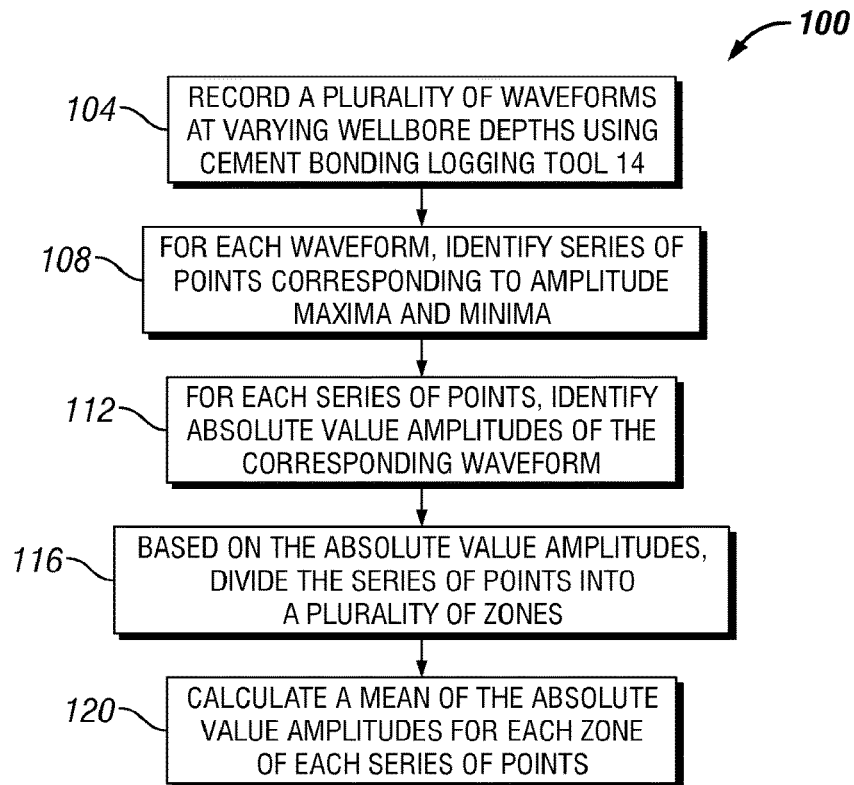 100
104
RECORD A PLURALITY OF WAVEFORMS
AT VARYING WELLBORE DEPTHS USING
CEMENT BONDING LOGGING TOOL 14
108
FOR EACH WAVEFORM, IDENTIFY SERIES OF
POINTS CORRESPONDING TO AMPLITUDE
MAXIMA AND MINIMA
112
FOR EACH SERIES OF POINTS, IDENTIFY
ABSOLUTE VALUE AMPLITUDES OF THE
CORRESPONDING WAVEFORM
116
BASED ON THE ABSOLUTE VALUE AMPLITUDES,
DIVIDE THE SERIES OF POINTS INTO
A PLURALITY OF ZONES
120
CALCULATE A MEAN OF THE ABSOLUTE
VALUE AMPLITUDES FOR EACH ZONE
OF EACH SERIES OF POINTS